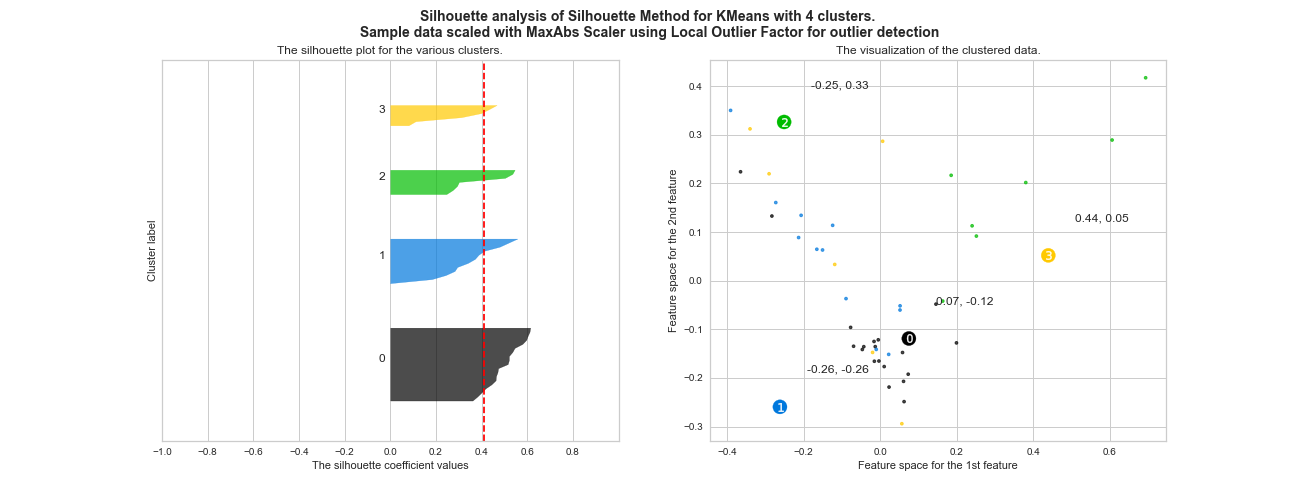 Silhouette analysis of Silhouette Method for KMeans with 4 clusters.
Sample data scaled with MaxAbs Scaler using Local Outlier Factor for outlier detection
The silhouette plot for the various clusters.
3
2
1
0
Cluster label
−1.0 −0.8 −0.6 −0.4 −0.2 0.0 0.2 0.4 0.6 0.8
The silhouette coefficient values
The visualization of the clustered data.
0.4
0.3
0.2
0.1
0.0
−0.1
−0.2
−0.3
Feature space for the 2nd feature
-0.25, 0.33
2
0.44, 0.05
3
0.07, -0.12
0
-0.26, -0.26
1
−0.4 −0.2 0.0 0.2 0.4 0.6
Feature space for the 1st feature